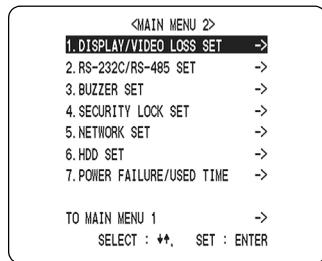 <MAIN MENU 2>
1.DISPLAY/VIDEO LOSS SET ->
2.RS-232C/RS-485 SET ->
3.BUZZER SET ->
4.SECURITY LOCK SET ->
5.NETWORK SET ->
6.HDD SET ->
7.POWER FAILURE/USED TIME ->
TO MAIN MENU 1 ->
SELECT : ↓↑, SET : ENTER